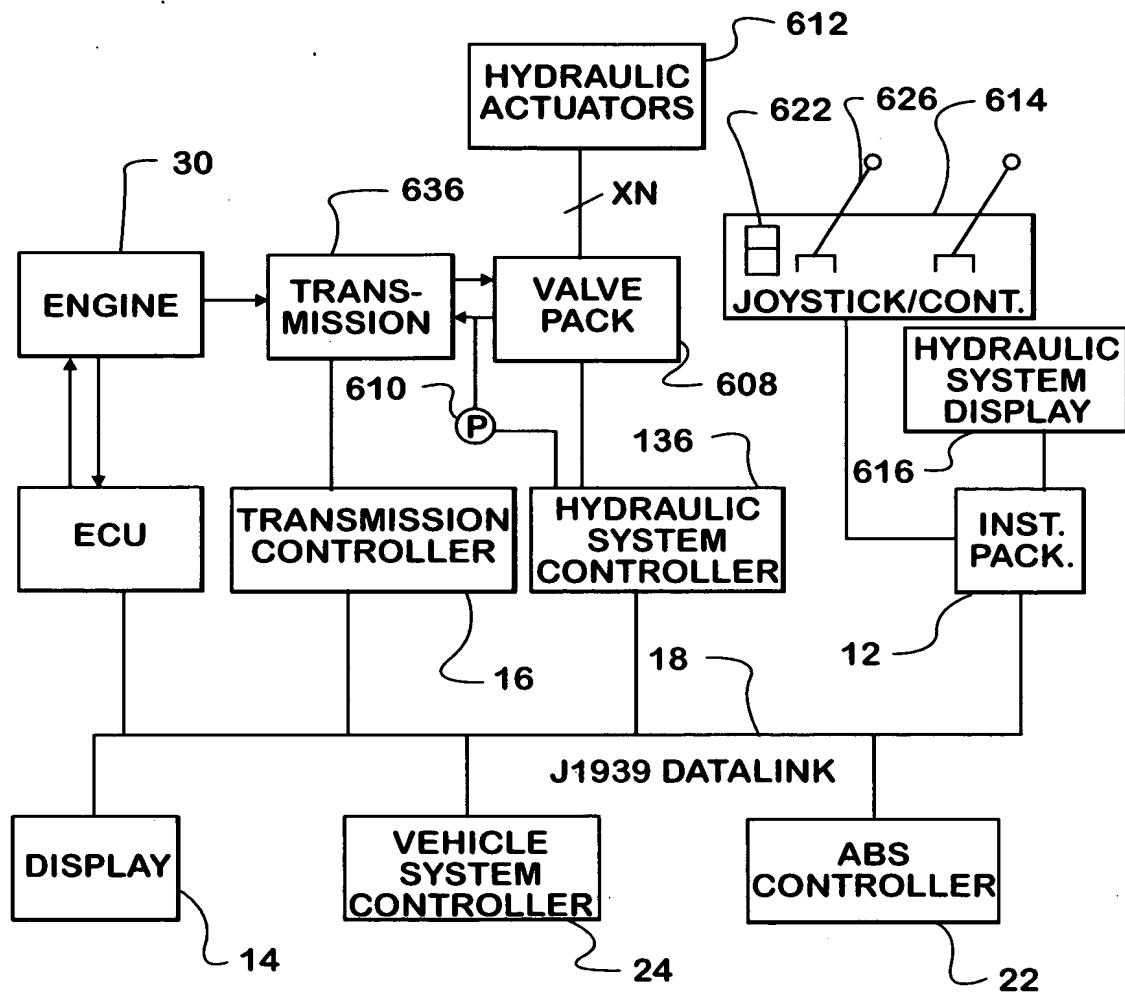 612
HYDRAULIC
ACTUATORS
622
626
614
30
636
XN
ENGINE
TRANS-
MISSION
VALVE
PACK
JOYSTICK/CONT.
610
P
608
HYDRAULIC
SYSTEM
DISPLAY
136
616
ECU
TRANSMISSION
CONTROLLER
HYDRAULIC
SYSTEM
CONTROLLER
INST.
PACK.
16
18
12
J1939 DATALINK
DISPLAY
VEHICLE
SYSTEM
CONTROLLER
ABS
CONTROLLER
14
24
22